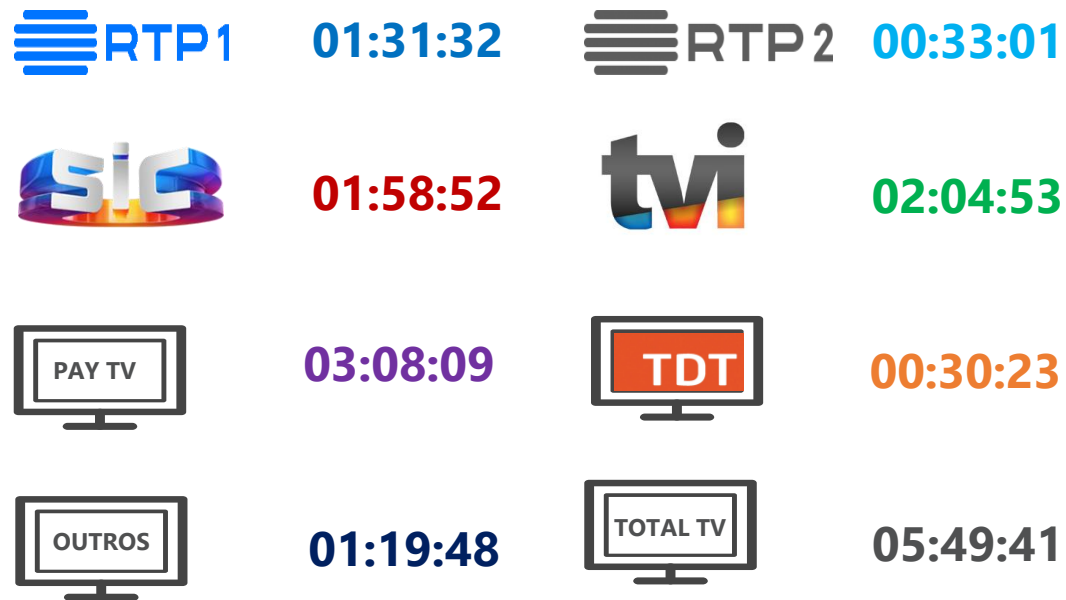 RTP1 01:31:32 RTP2 00:33:01
sic 01:58:52 tvi 02:04:53
PAY TV 03:08:09 TDT 00:30:23
OUTROS 01:19:48 TOTAL TV 05:49:41